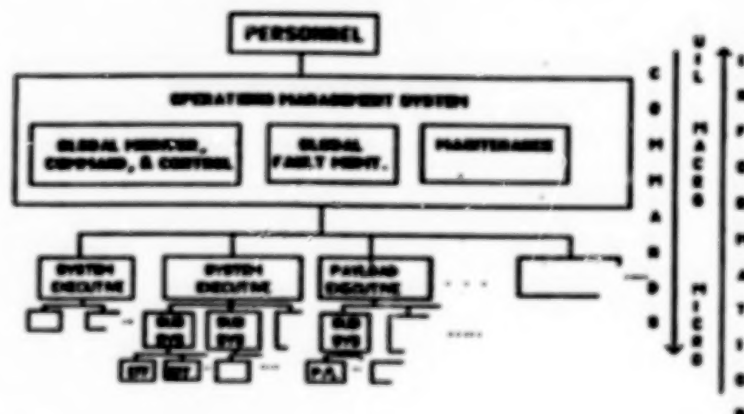 PERSONNEL
OPERATIONS MANAGEMENT SYSTEM
GLOBAL
COMMAND, & CONTROL
GLOBAL
FAULT MGMT.
MAINTENANCE
SYSTEM
EXECUTIVE
SYSTEM
EXECUTIVE
PAYLOAD
EXECUTIVE
SUB
SYS
SUB
SYS
SUB
SYS
P/L
COMMANDS
UIL MACRO MICRO